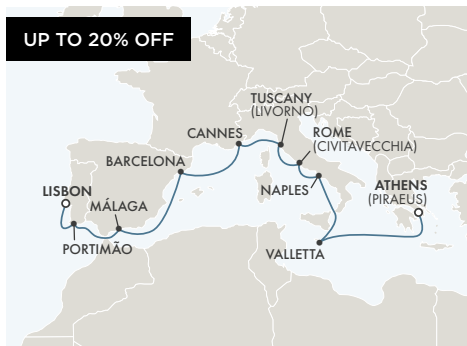 UP TO 20% OFF
TUSCANY
(LIVORNO)
CANNES
ROME
(CIVITAVECCHIA)
BARCELONA
NAPLES
ATHENS
(PIRAEUS)
LISBON
MÁLAGA
PORTIMÃO
VALLETTA